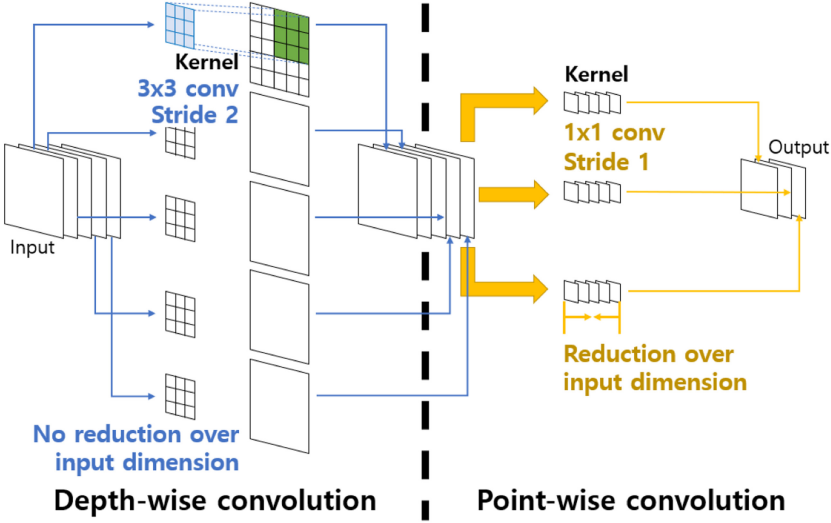 Kernel
3x3 conv
Stride 2
Input
No reduction over
input dimension
Depth-wise convolution
Kernel
1x1 conv
Stride 1
Output
Reduction over
input dimension
Point-wise convolution